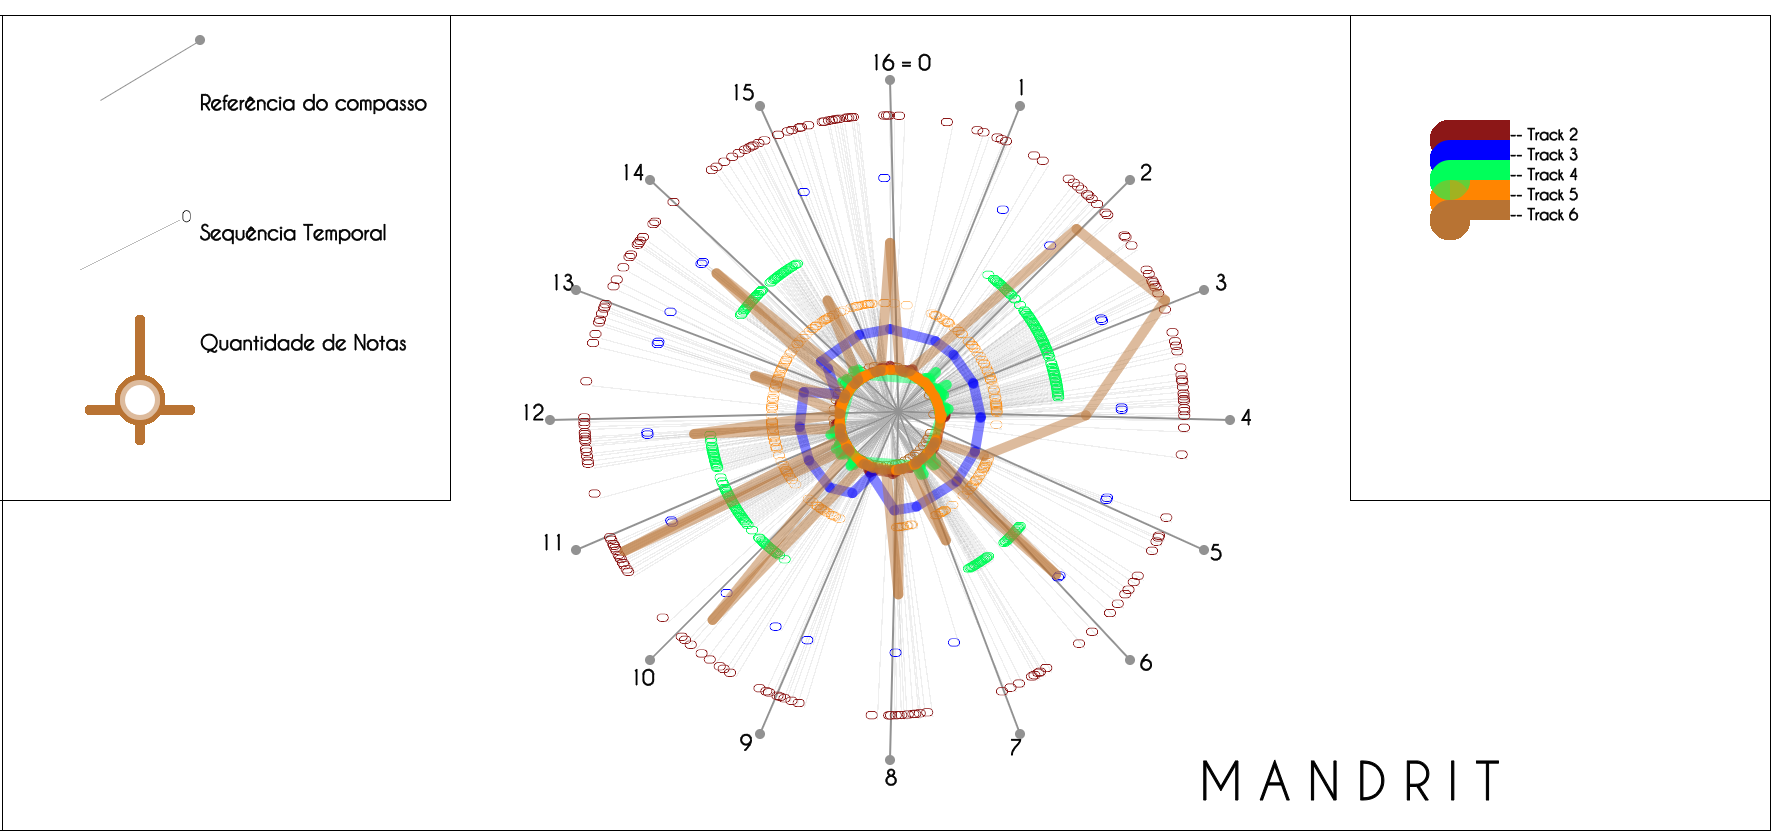 Referência do compasso
Sequência Temporal
Quantidade de Notas
16 = 0
1
2
3
4
5
6
7
8
9
10
11
12
13
14
15
-- Track 2
-- Track 3
-- Track 4
-- Track 5
-- Track 6
MANDRIT